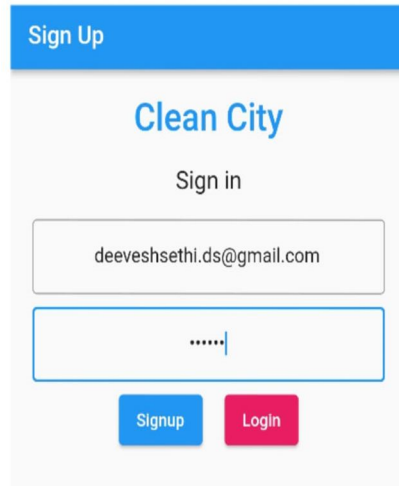 Sign Up
Clean City
Sign in
deeveshsethi.ds@gmail.com
••••••
Signup Login